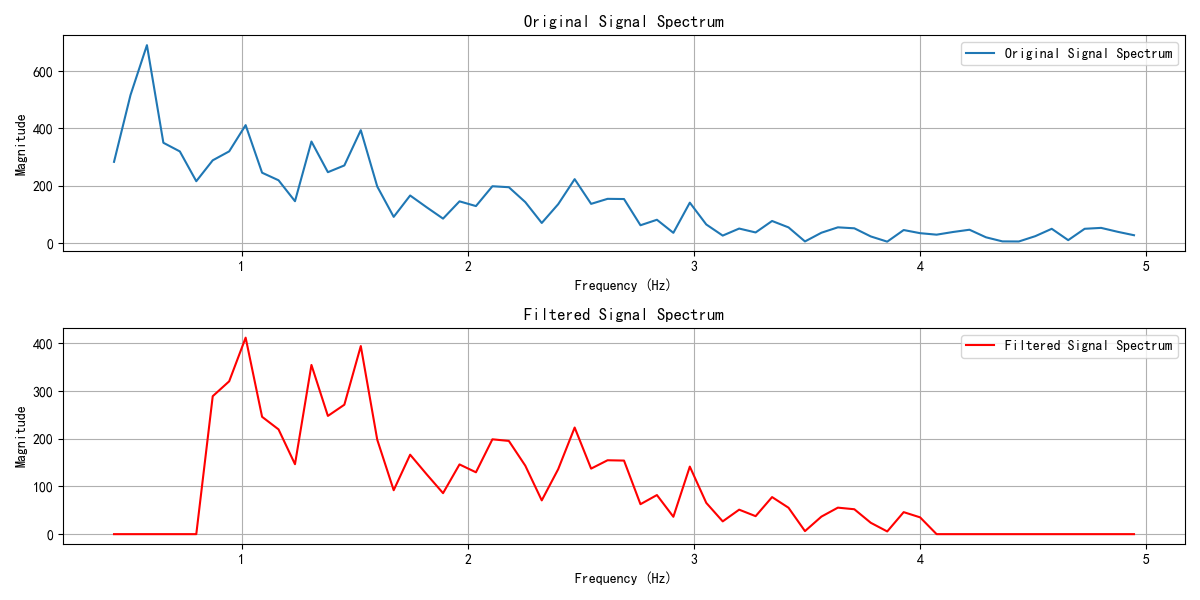 Original Signal Spectrum
Original Signal Spectrum
Magnitude
600
400
200
0
1 2 3 4 5
Frequency (Hz)
Filtered Signal Spectrum
Filtered Signal Spectrum
Magnitude
400
300
200
100
0
1 2 3 4 5
Frequency (Hz)